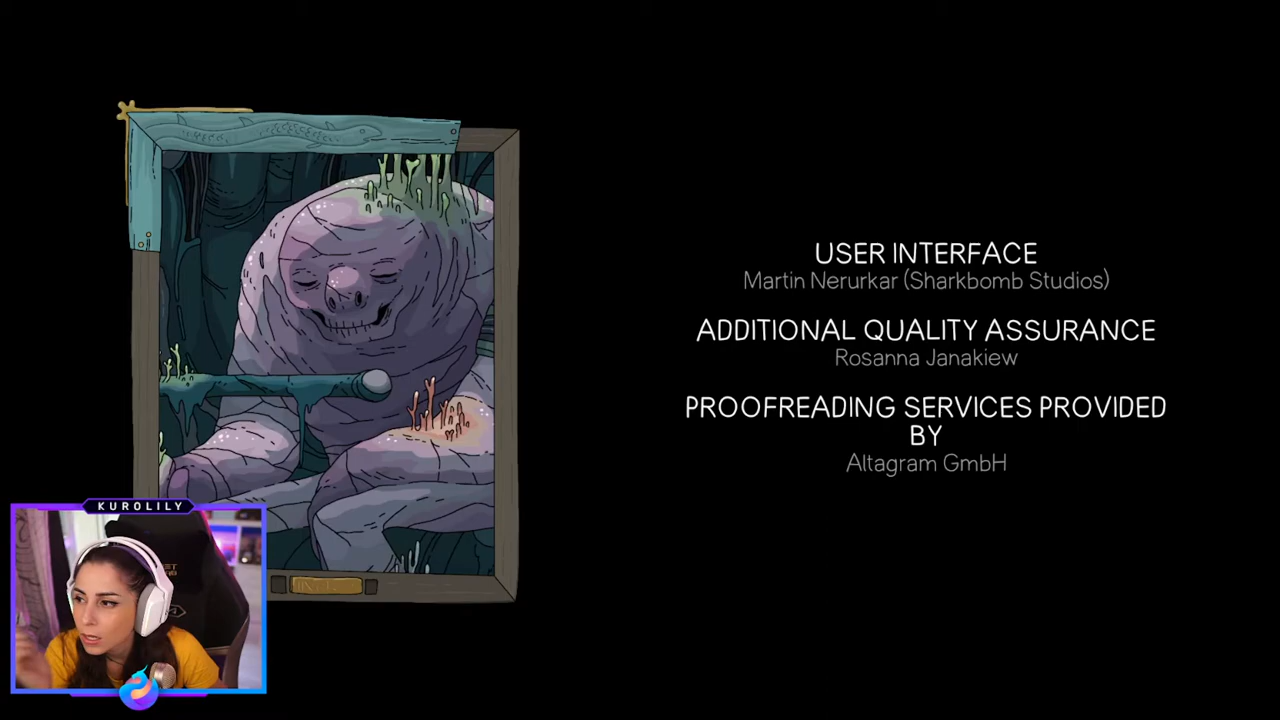 USER INTERFACE
Martin Nerurkar (Sharkbomb Studios)
ADDITIONAL QUALITY ASSURANCE
Rosanna Janakiew
PROOFREADING SERVICES PROVIDED
BY
Altagram GmbH
KUROLILY